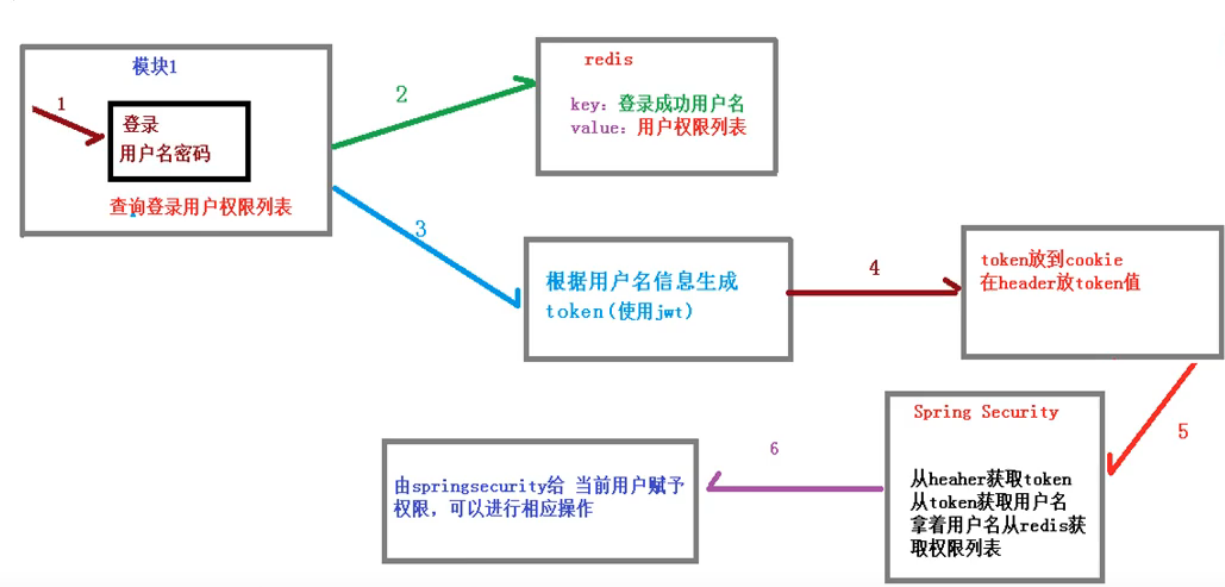 模块1
1
登录
用户名密码
查询登录用户权限列表
2
redis
key: 登录成功用户名
value: 用户权限列表
3
根据用户名信息生成
token(使用jwt)
4
token放到cookie
在header放token值
5
Spring Security
从heaher获取token
从token获取用户名
拿着用户名从redis获
取权限列表
6
由springsecurity给 当前用户赋予
权限，可以进行相应操作